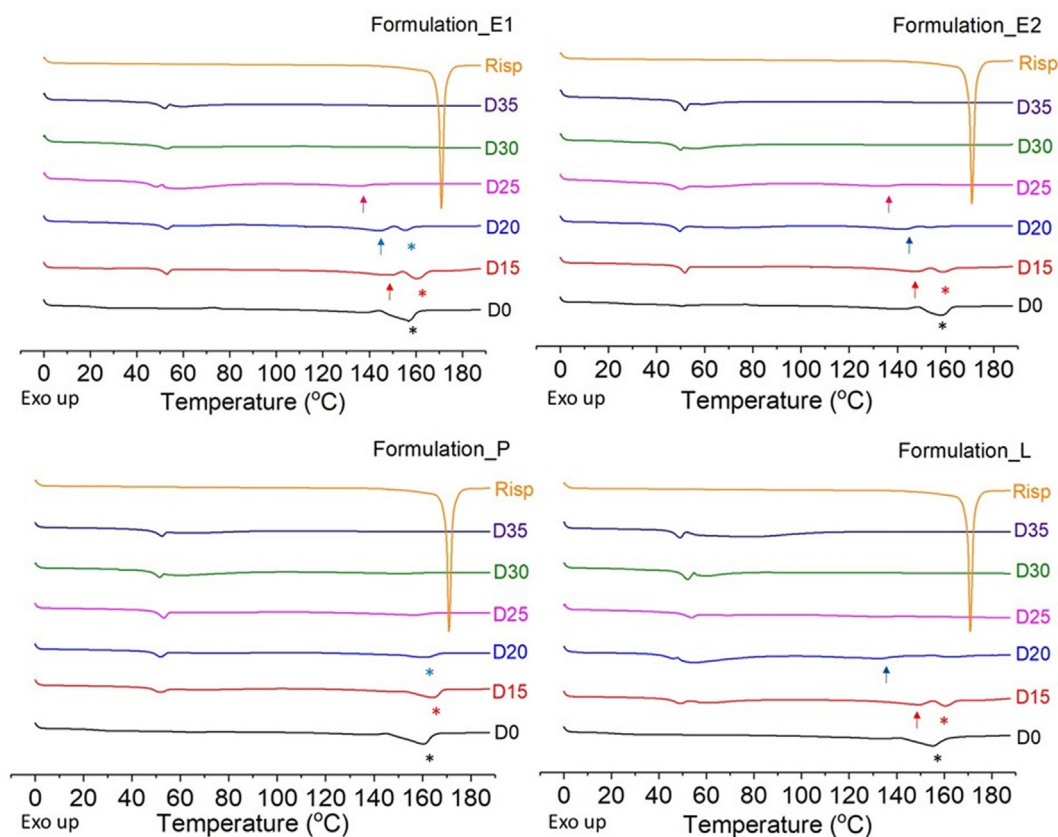 Formulation_E1
Risp
D35
D30
D25
D20
*
D15
*
D0
*
0 20 40 60 80 100 120 140 160 180
Exo up
Temperature (°C)
Formulation_E2
Risp
D35
D30
D25
D20
D15
*
D0
*
0 20 40 60 80 100 120 140 160 180
Exo up
Temperature (°C)
Formulation_P
Risp
D35
D30
D25
D20
*
D15
*
D0
*
0 20 40 60 80 100 120 140 160 180
Exo up
Temperature (°C)
Formulation_L
Risp
D35
D30
D25
D20
D15
*
D0
*
0 20 40 60 80 100 120 140 160 180
Exo up
Temperature (°C)